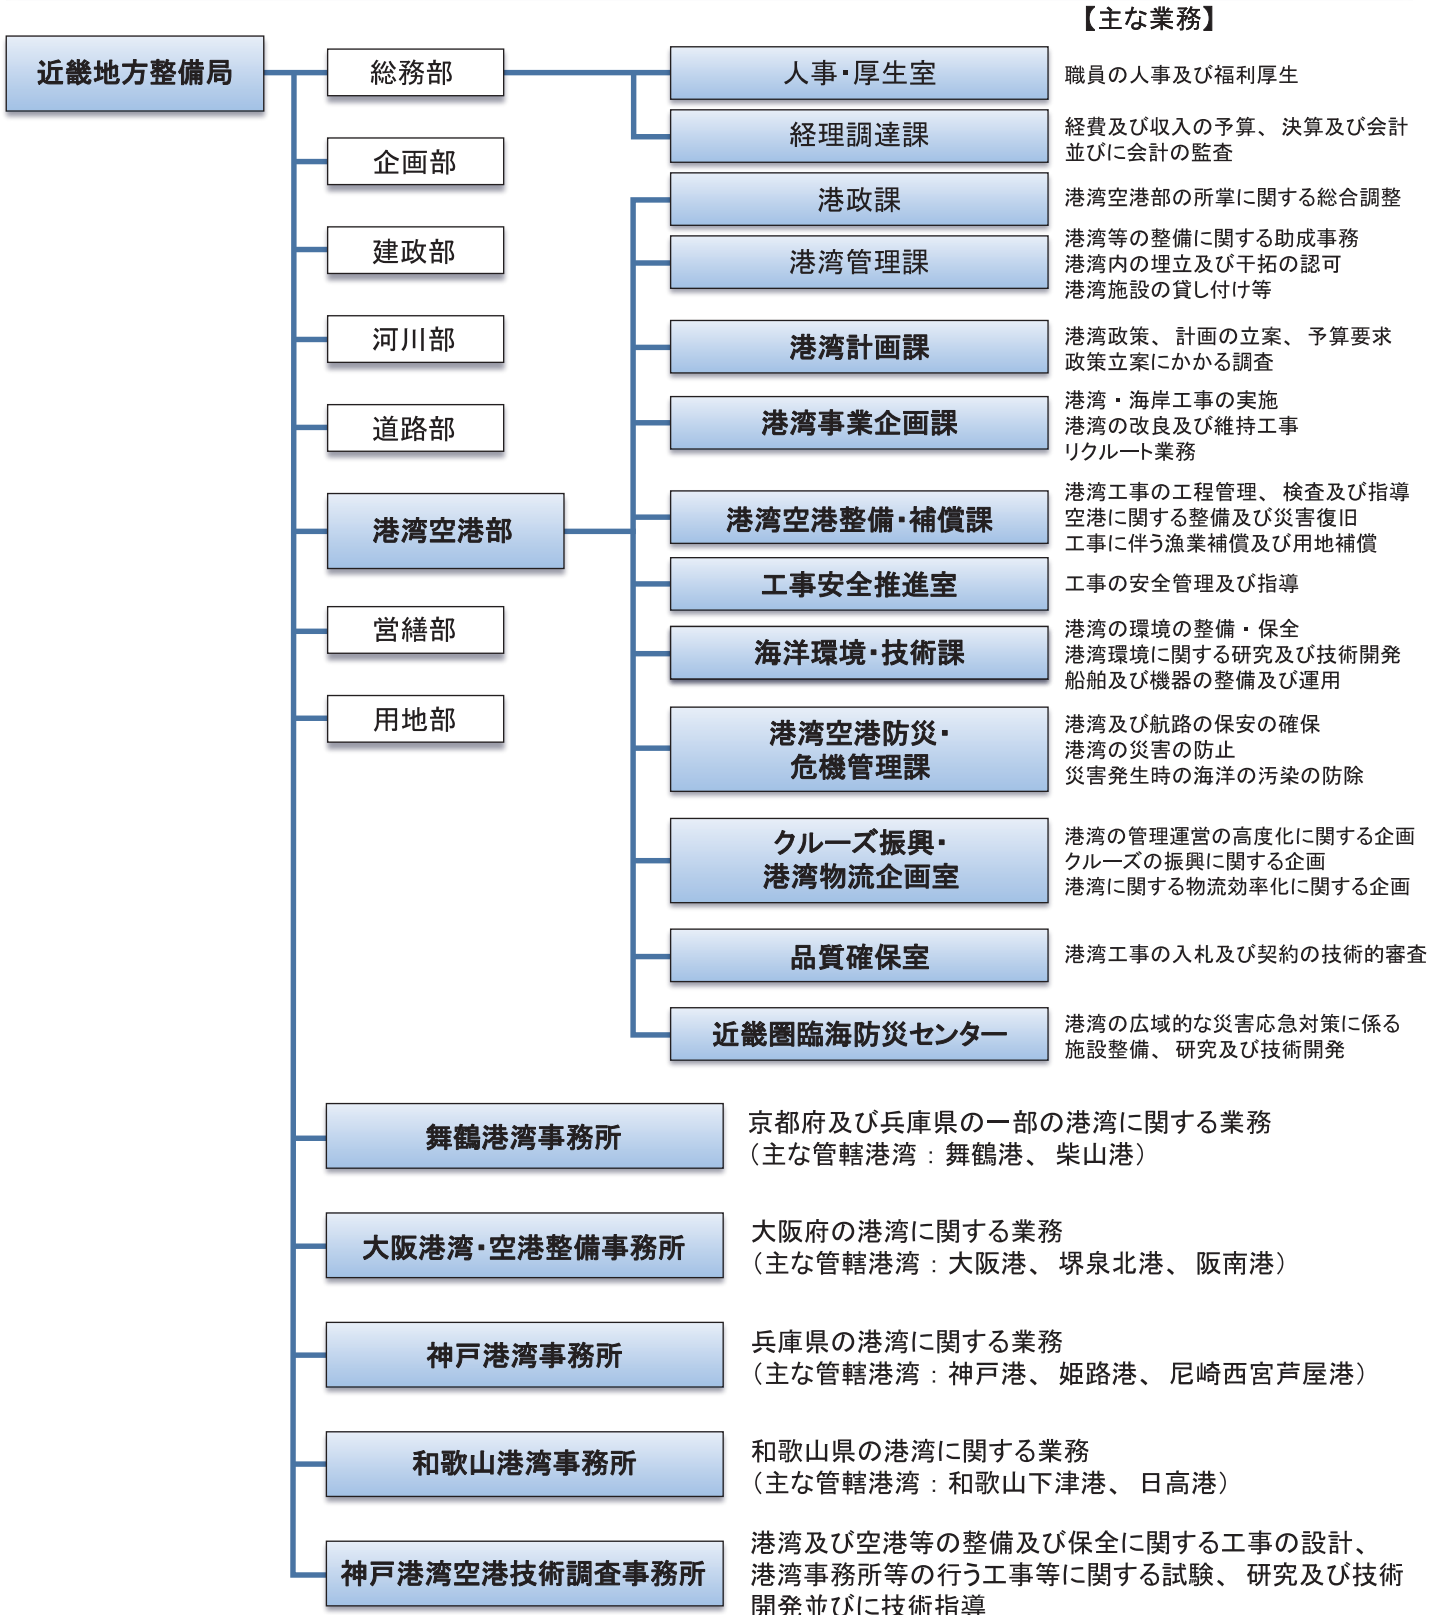 【主な業務】
近畿地方整備局
総務部
人事・厚生室
職員の人事及び福利厚生
経理調達課
経費及び収入の予算、決算及び会計
並びに会計の監査
企画部
建政部
河川部
道路部
港湾空港部
営繕部
用地部
港政課
港湾空港部の所掌に関する総合調整
港湾管理課
港湾等の整備に関する助成事務
港湾内の埋立及び干拓の認可
港湾施設の貸し付け等
港湾計画課
港湾政策、計画の立案、予算要求
政策立案にかかる調査
港湾事業企画課
港湾・海岸工事の実施
港湾の改良及び維持工事
リクルート業務
港湾空港整備・補償課
港湾工事の工程管理、検査及び指導
空港に関する整備及び災害復旧
工事に伴う漁業補償及び用地補償
工事安全推進室
工事の安全管理及び指導
海洋環境・技術課
港湾の環境の整備・保全
港湾環境に関する研究及び技術開発
船舶及び機器の整備及び運用
港湾空港防災・
危機管理課
港湾及び航路の保安の確保
港湾の災害の防止
災害発生時の海洋の汚染の防除
クルーズ振興・
港湾物流企画室
港湾の管理運営の高度化に関する企画
クルーズの振興に関する企画
港湾に関する物流効率化に関する企画
品質確保室
港湾工事の入札及び契約の技術的審査
近畿圏臨海防災センター
港湾の広域的な災害応急対策に係る
施設整備、研究及び技術開発
舞鶴港湾事務所
京都府及び兵庫県の一部の港湾に関する業務
（主な管轄港湾：舞鶴港、柴山港）
大阪港湾・空港整備事務所
大阪府の港湾に関する業務
（主な管轄港湾：大阪港、堺泉北港、阪南港）
神戸港湾事務所
兵庫県の港湾に関する業務
（主な管轄港湾：神戸港、姫路港、尼崎西宮芦屋港）
和歌山港湾事務所
和歌山県の港湾に関する業務
（主な管轄港湾：和歌山下津港、日高港）
神戸港湾空港技術調査事務所
港湾及び空港等の整備及び保全に関する工事の設計、
港湾事務所等の行う工事等に関する試験、研究及び技術
開発並びに技術指導